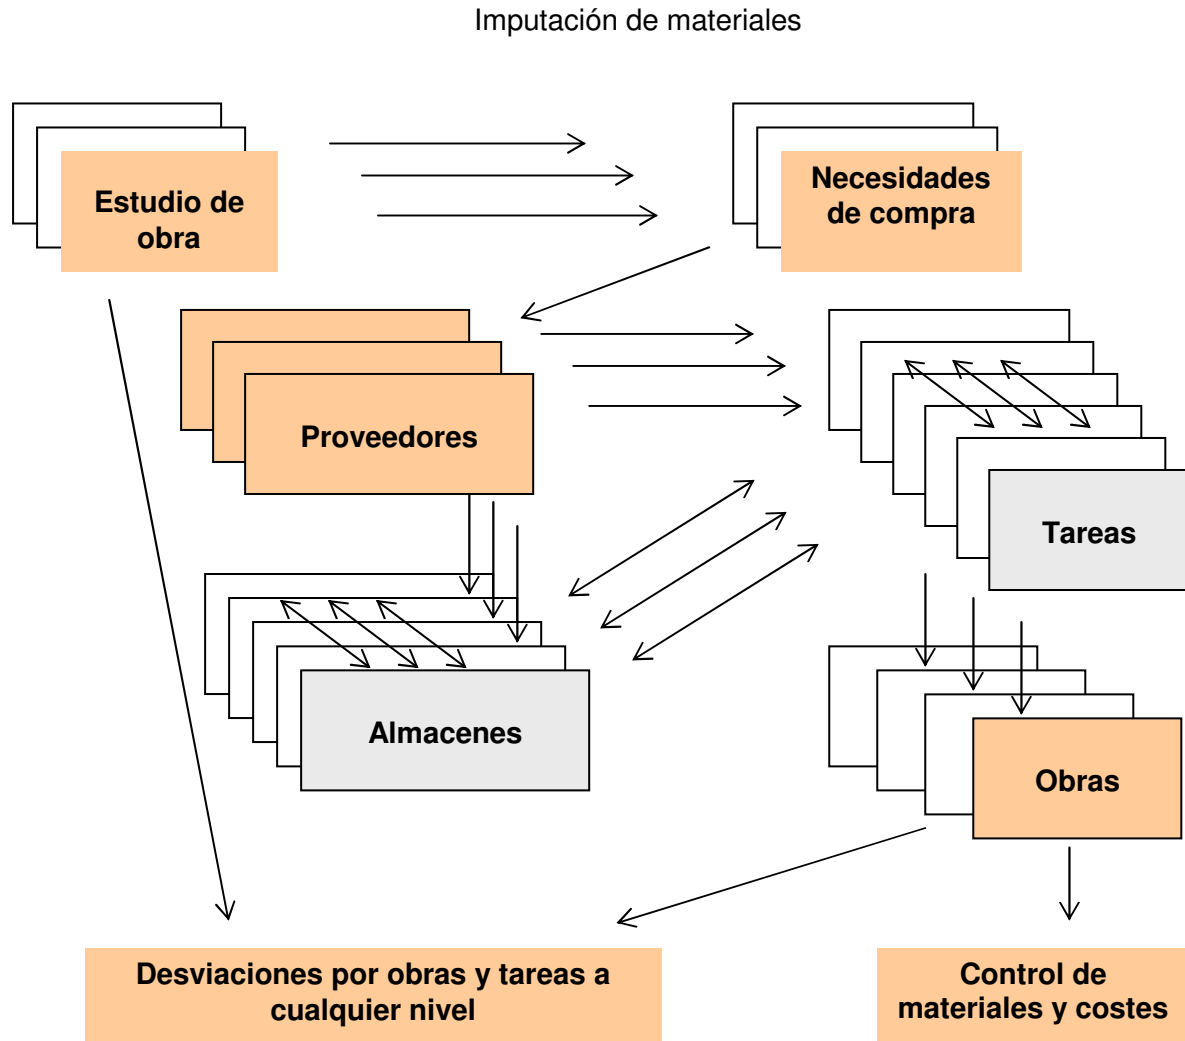 Imputación de materiales
Estudio de
obra
Necesidades
de compra
Proveedores
Tareas
Almacenes
Obras
Desviaciones por obras y tareas a
cualquier nivel
Control de
materiales y costes